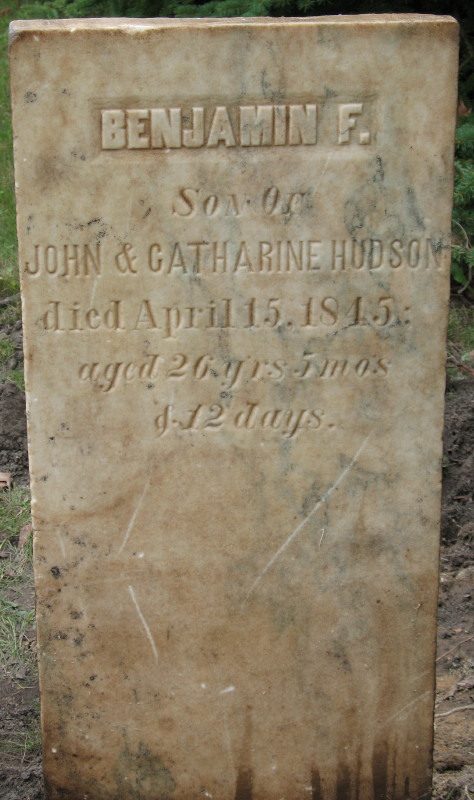 BENJAMIN F.
Son Of
JOHN & CATHARINE HUDSON
died April 15, 1845;
aged 26 yrs 5 mos
& 12 days.